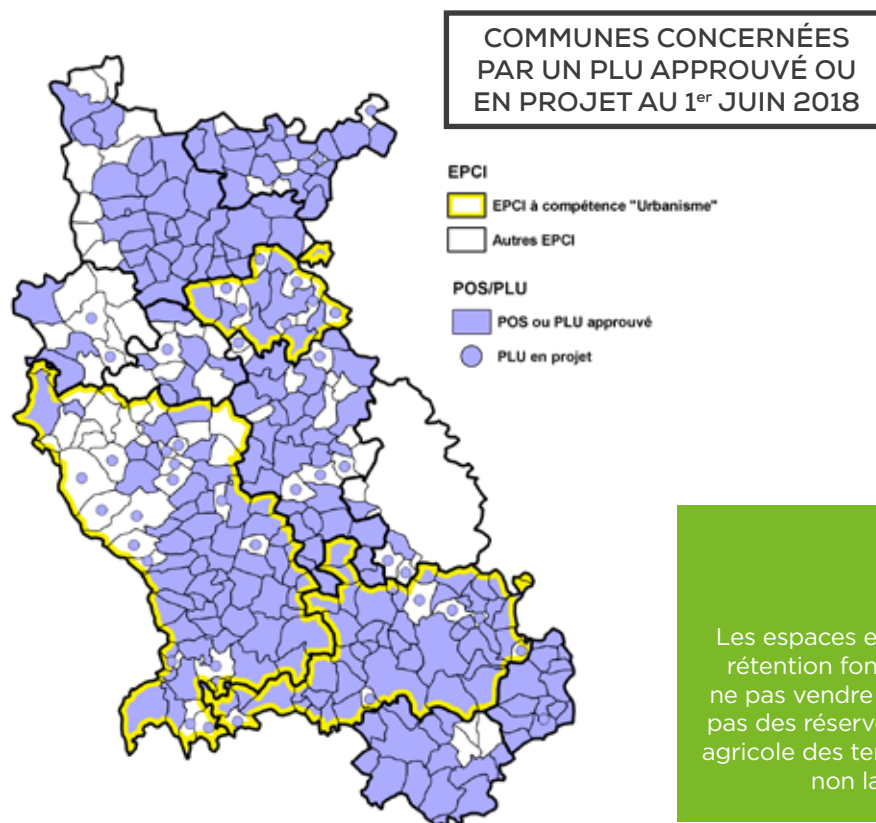 COMMUNES CONCERNÉES
PAR UN PLU APPROUVÉ OU
EN PROJET AU 1er JUIN 2018
EPCI
EPCI à compétence "Urbanisme"
Autres EPCI
POS/PLU
POS ou PLU approuvé
PLU en projet
Les espaces e
rétention fon
ne pas vendre
pas des réserv
agricole des te
non la